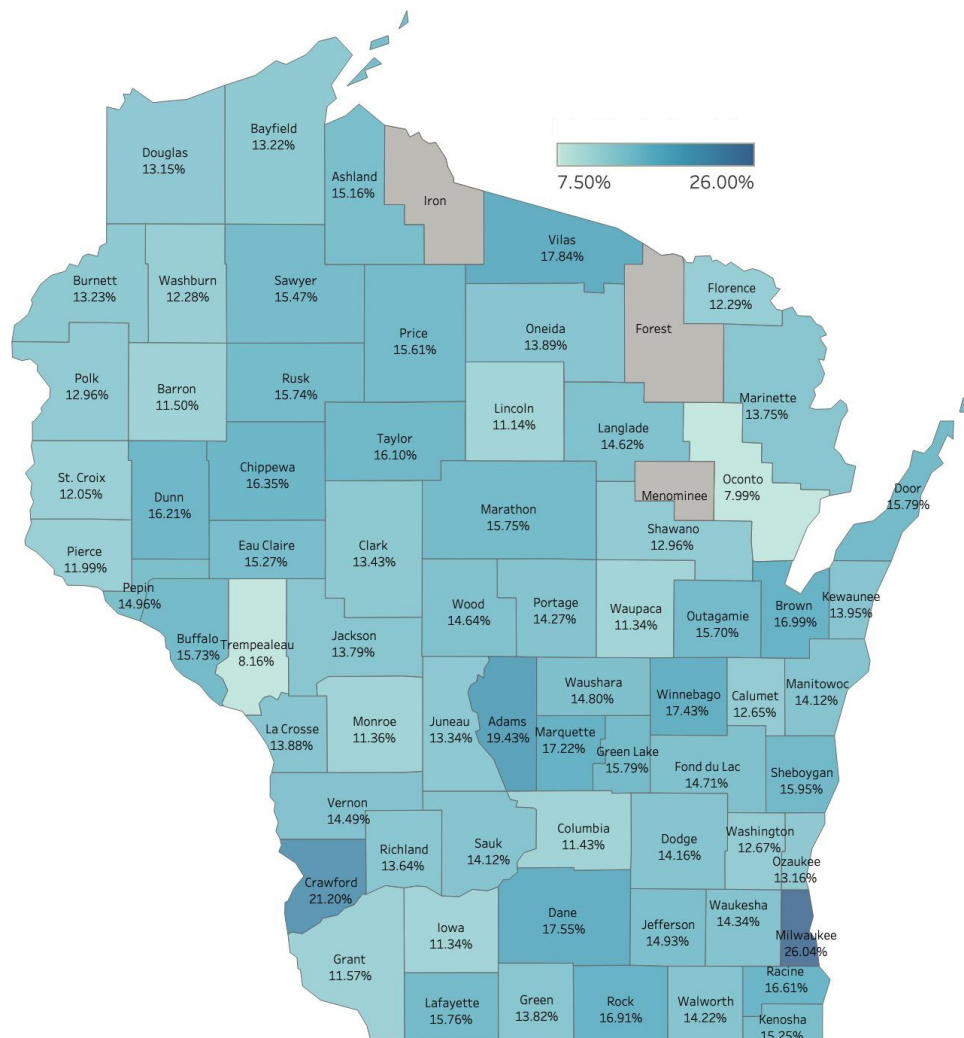 Bayfield
13.22%
Douglas
13.15%
7.50%
26.00%
Ashland
15.16%
Iron
Vilas
17.84%
Burnett
13.23%
Washburn
12.28%
Sawyer
15.47%
Florence
12.29%
Price
15.61%
Oneida
13.89%
Forest
Polk
12.96%
Barron
11.50%
Rusk
15.74%
Lincoln
11.14%
Langlade
14.62%
Marinette
13.75%
Taylor
16.10%
St. Croix
12.05%
Dunn
16.21%
Chippewa
16.35%
Oconto
7.99%
Door
15.79%
Menominee
Marathon
15.75%
Shawano
12.96%
Pierce
11.99%
Eau Claire
15.27%
Clark
13.43%
Pepin
14.96%
Wood
14.64%
Portage
14.27%
Waupaca
11.34%
Outagamie
15.70%
Brown
16.99%
Kewaunee
13.95%
Buffalo
15.73%
Trempealeau
8.16%
Jackson
13.79%
Waushara
14.80%
Winnebago
17.43%
Calumet
12.65%
Manitowoc
14.12%
La Crosse
13.88%
Monroe
11.36%
Juneau
13.34%
Adams
19.43%
Marquette
17.22%
Green Lake
15.79%
Fond du Lac
14.71%
Sheboygan
15.95%
Vernon
14.49%
Richland
13.64%
Sauk
14.12%
Columbia
11.43%
Dodge
14.16%
Washington
12.67%
Ozaukee
13.16%
Crawford
21.20%
Iowa
11.34%
Dane
17.55%
Jefferson
14.93%
Waukesha
14.34%
Milwaukee
26.04%
Grant
11.57%
Lafayette
15.76%
Green
13.82%
Rock
16.91%
Walworth
14.22%
Racine
16.61%
Kenosha
15.25%